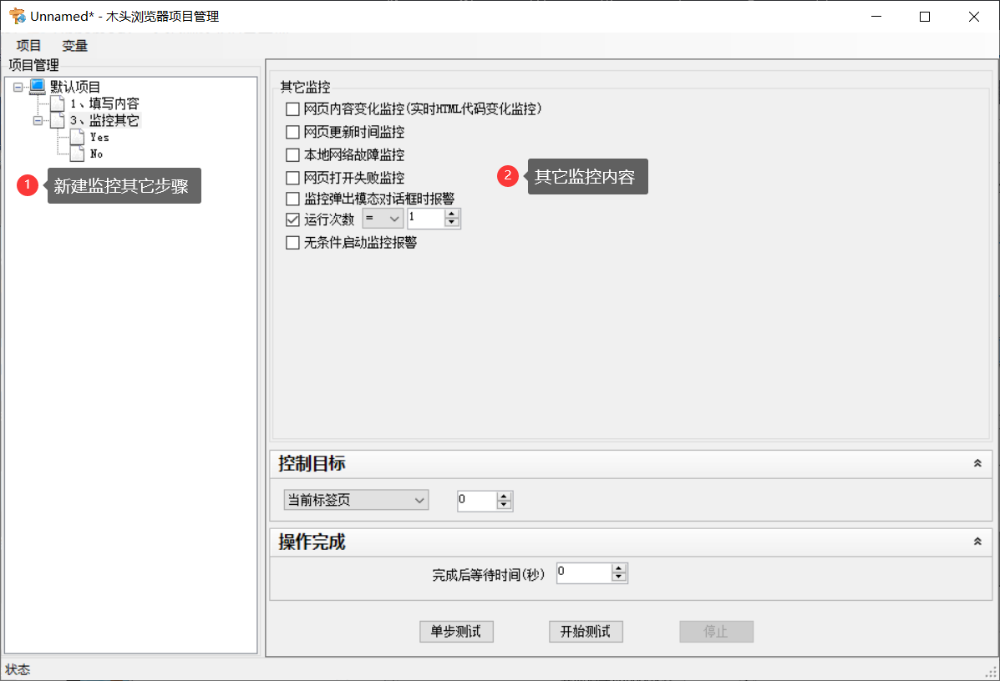 Unnamed* - 木头浏览器项目管理
项目 变量
项目管理
默认项目
1、填写内容
3、监控其它
Yes
No
1 新建监控其它步骤
其它监控
网页内容变化监控(实时HTML代码变化监控)
网页更新时间监控
本地网络故障监控
网页打开失败监控
2 其它监控内容
监控弹出模态对话框时报警
运行次数 = 1
无条件启动监控报警
控制目标
当前标签页 0
操作完成
完成后等待时间(秒) 0
单步测试 开始测试 停止
状态